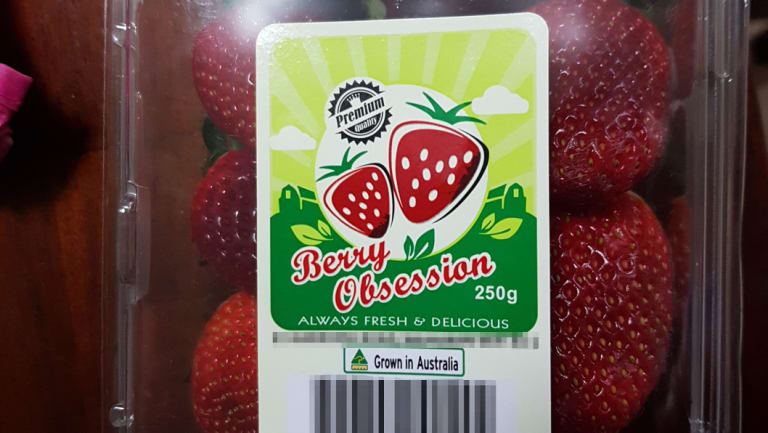 Premium
Quality
Berry
Obsession
250g
ALWAYS FRESH & DELICIOUS
Grown in Australia